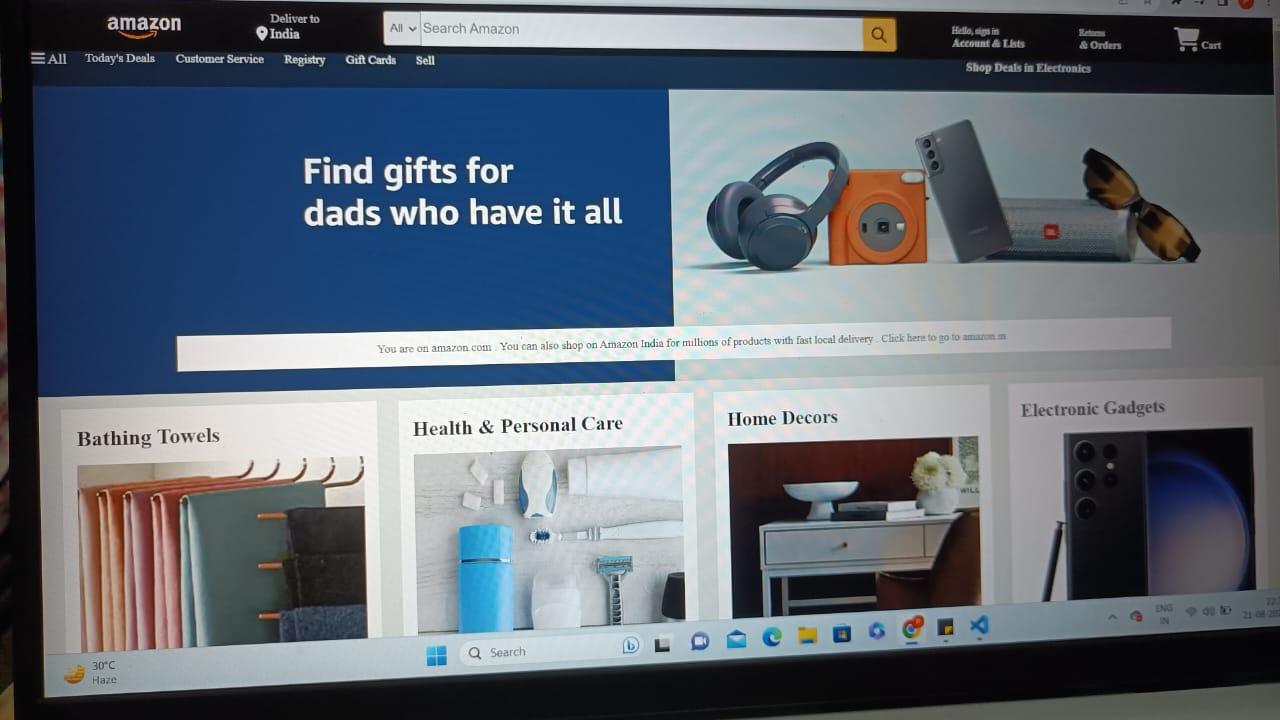 amazon
Deliver to
India
All
Search Amazon
Hello, sign in
Account & Lists
Returns
& Orders
Cart
All
Today's Deals
Customer Service
Registry
Gift Cards
Sell
Shop Deals in Electronics
Find gifts for
dads who have it all
JBL
You are on amazon.com . You can also shop on Amazon India for millions of products with fast local delivery . Click here to go to amazon.in
Bathing Towels
Health & Personal Care
Home Decors
Electronic Gadgets
WILL
30°C
Haze
Search
ENG
IN